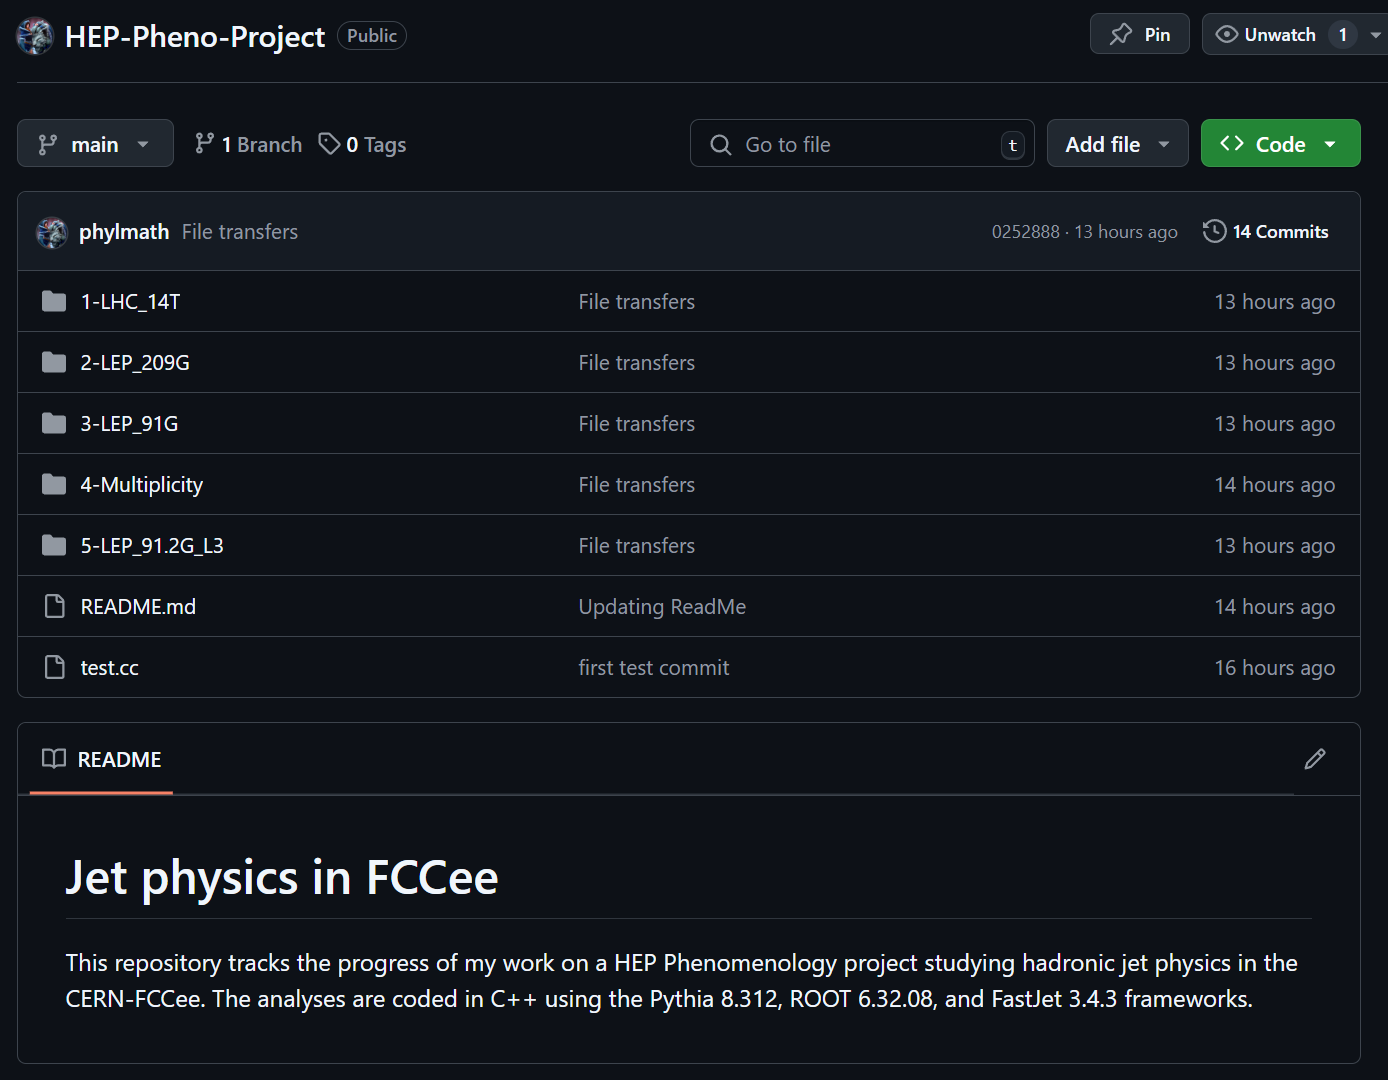 HEP-Pheno-Project Public Pin Unwatch 1
main 1 Branch 0 Tags Go to file t Add file Code
phylmath File transfers 0252888 · 13 hours ago 14 Commits
1-LHC_14T File transfers 13 hours ago
2-LEP_209G File transfers 13 hours ago
3-LEP_91G File transfers 13 hours ago
4-Multiplicity File transfers 14 hours ago
5-LEP_91.2G_L3 File transfers 13 hours ago
README.md Updating ReadMe 14 hours ago
test.cc first test commit 16 hours ago
README
Jet physics in FCCee
This repository tracks the progress of my work on a HEP Phenomenology project studying hadronic jet physics in the
CERN-FCCee. The analyses are coded in C++ using the Pythia 8.312, ROOT 6.32.08, and FastJet 3.4.3 frameworks.